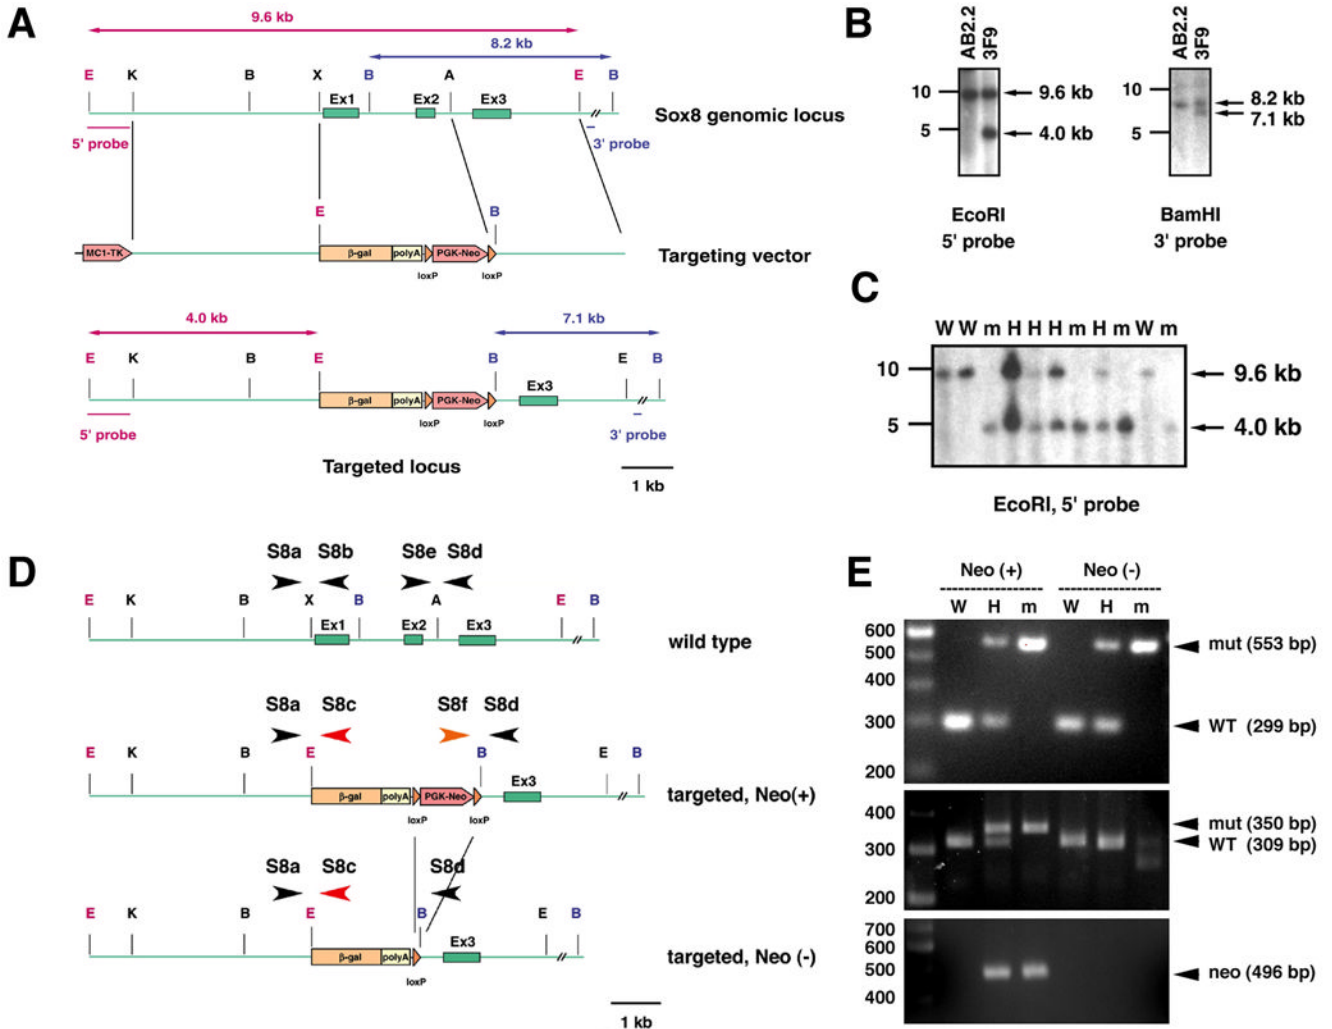 A
9.6 kb
8.2 kb
E K B X B A E B
Ex1 Ex2 Ex3
Sox8 genomic locus
5' probe 3' probe
E B
MC1-TK β-gal polyA PGK-Neo
Targeting vector
loxP loxP
4.0 kb 7.1 kb
E K B E B E B
Ex3
β-gal polyA PGK-Neo
loxP loxP
5' probe 3' probe
Targeted locus
1 kb
B
AB2.2 3F9
10
5
9.6 kb
4.0 kb
EcoRI
5' probe
AB2.2 3F9
10
5
8.2 kb
7.1 kb
BamHI
3' probe
C
W W m H H H m H m W m
10
5
9.6 kb
4.0 kb
EcoRI, 5' probe
D
S8a S8b S8e S8d
E K B X B A E B
Ex1 Ex2 Ex3
wild type
S8a S8c S8f S8d
E K B E B E B
Ex3
β-gal polyA PGK-Neo
targeted, Neo(+)
loxP loxP
S8a S8c S8d
E K B E B E B
Ex3
β-gal polyA
targeted, Neo (-)
loxP
1 kb
E
Neo (+) Neo (-)
W H m W H m
600
500
400
300
200
mut (553 bp)
WT (299 bp)
400
300
200
mut (350 bp)
WT (309 bp)
700
600
500
400
neo (496 bp)